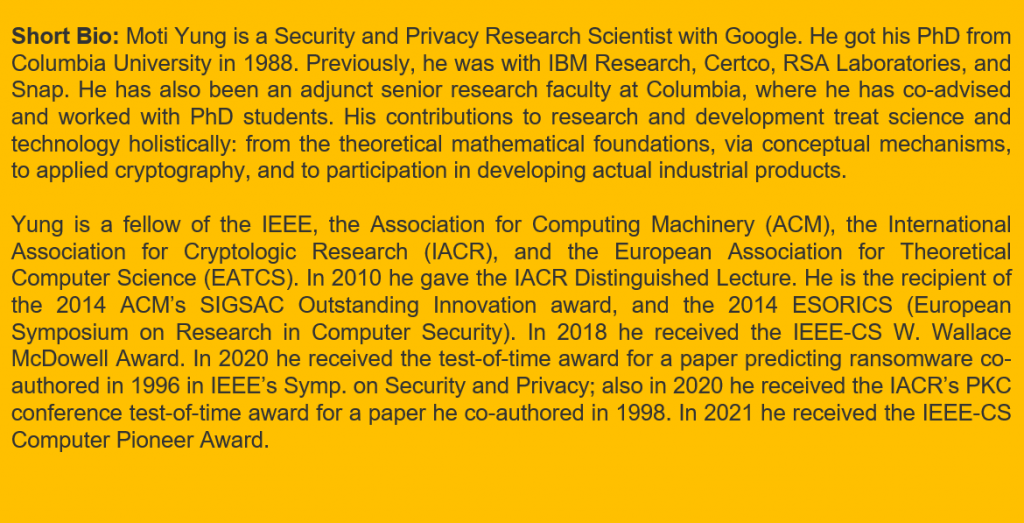 Short Bio: Moti Yung is a Security and Privacy Research Scientist with Google. He got his PhD from
Columbia University in 1988. Previously, he was with IBM Research, Certco, RSA Laboratories, and
Snap. He has also been an adjunct senior research faculty at Columbia, where he has co-advised
and worked with PhD students. His contributions to research and development treat science and
technology holistically: from the theoretical mathematical foundations, via conceptual mechanisms,
to applied cryptography, and to participation in developing actual industrial products.
Yung is a fellow of the IEEE, the Association for Computing Machinery (ACM), the International
Association for Cryptologic Research (IACR), and the European Association for Theoretical
Computer Science (EATCS). In 2010 he gave the IACR Distinguished Lecture. He is the recipient of
the 2014 ACM's SIGSAC Outstanding Innovation award, and the 2014 ESORICS (European
Symposium on Research in Computer Security). In 2018 he received the IEEE-CS W. Wallace
McDowell Award. In 2020 he received the test-of-time award for a paper predicting ransomware co-
authored in 1996 in IEEE's Symp. on Security and Privacy; also in 2020 he received the IACR's PKC
conference test-of-time award for a paper he co-authored in 1998. In 2021 he received the IEEE-CS
Computer Pioneer Award.